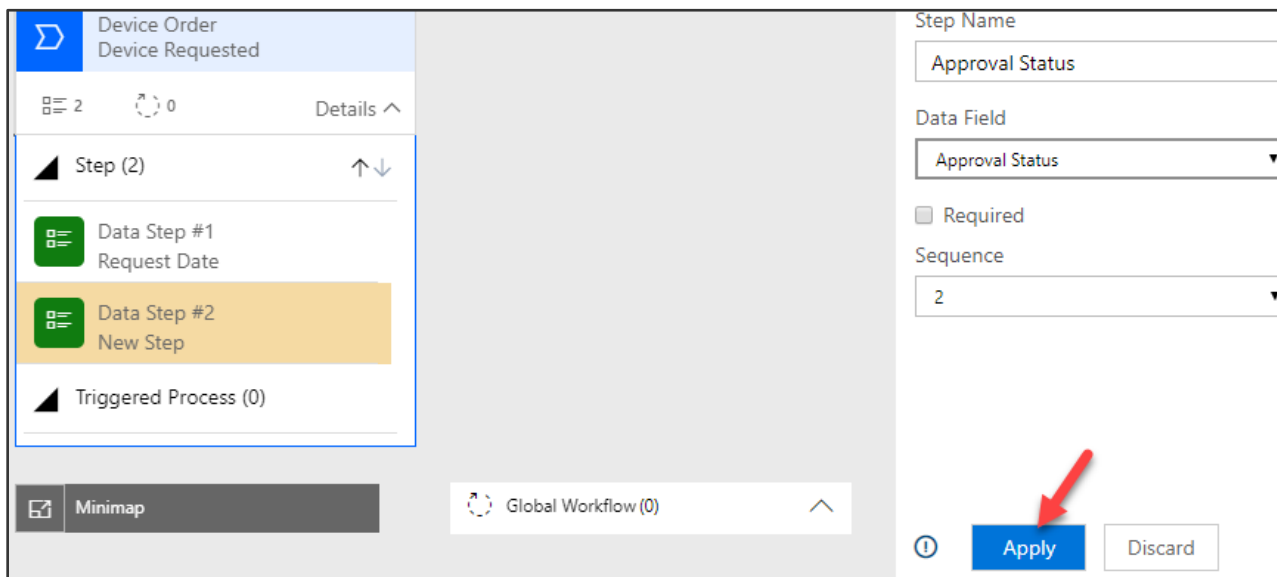 Device Order
Device Requested
2
0
Details
Step (2)
Data Step #1
Request Date
Data Step #2
New Step
Triggered Process (0)
Minimap
Global Workflow (0)
Step Name
Approval Status
Data Field
Approval Status
Required
Sequence
2
Apply
Discard